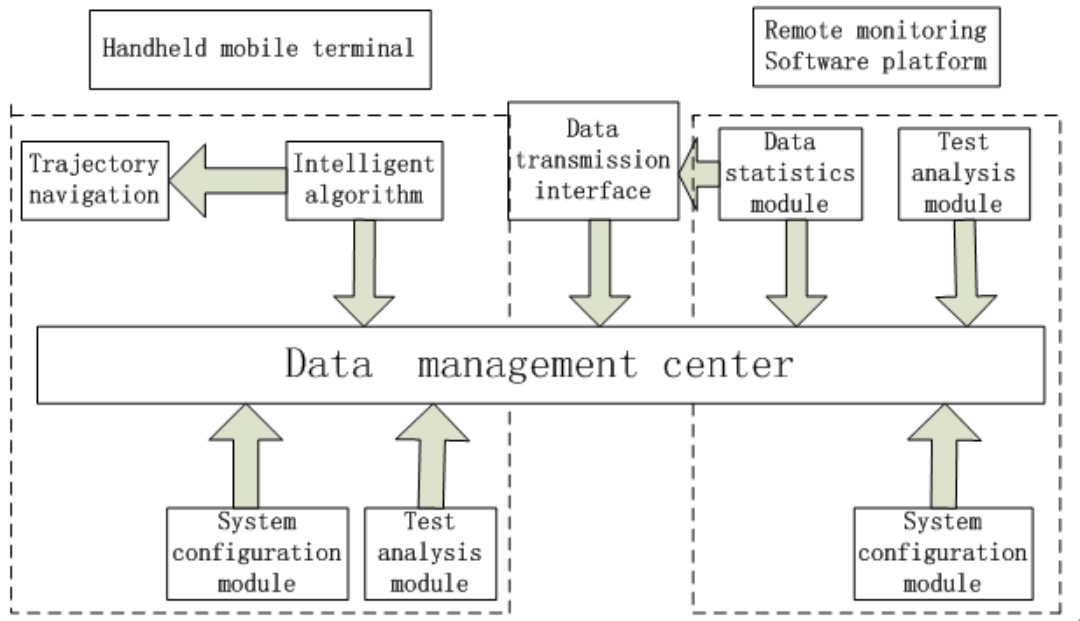 Handheld mobile terminal
Remote monitoring
Software platform
Trajectory
navigation
Intelligent
algorithm
Data
transmission
interface
Data
statistics
module
Test
analysis
module
Data management center
System
configuration
module
Test
analysis
module
System
configuration
module